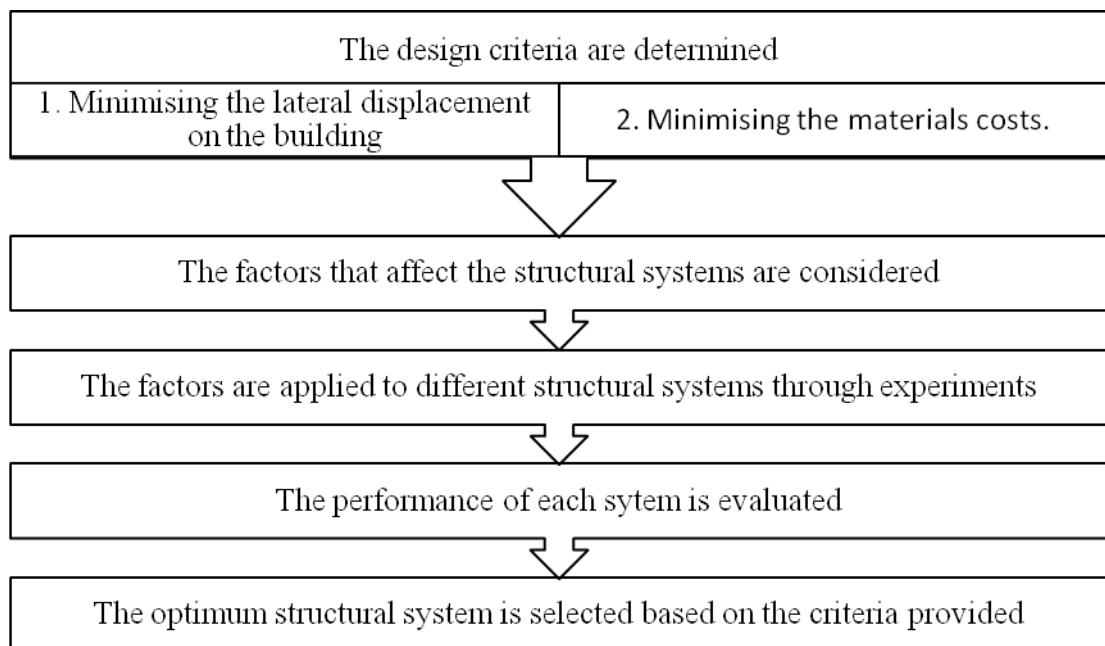 The design criteria are determined
1. Minimising the lateral displacement
on the building
2. Minimising the materials costs.
The factors that affect the structural systems are considered
The factors are applied to different structural systems through experiments
The performance of each sytem is evaluated
The optimum structural system is selected based on the criteria provided